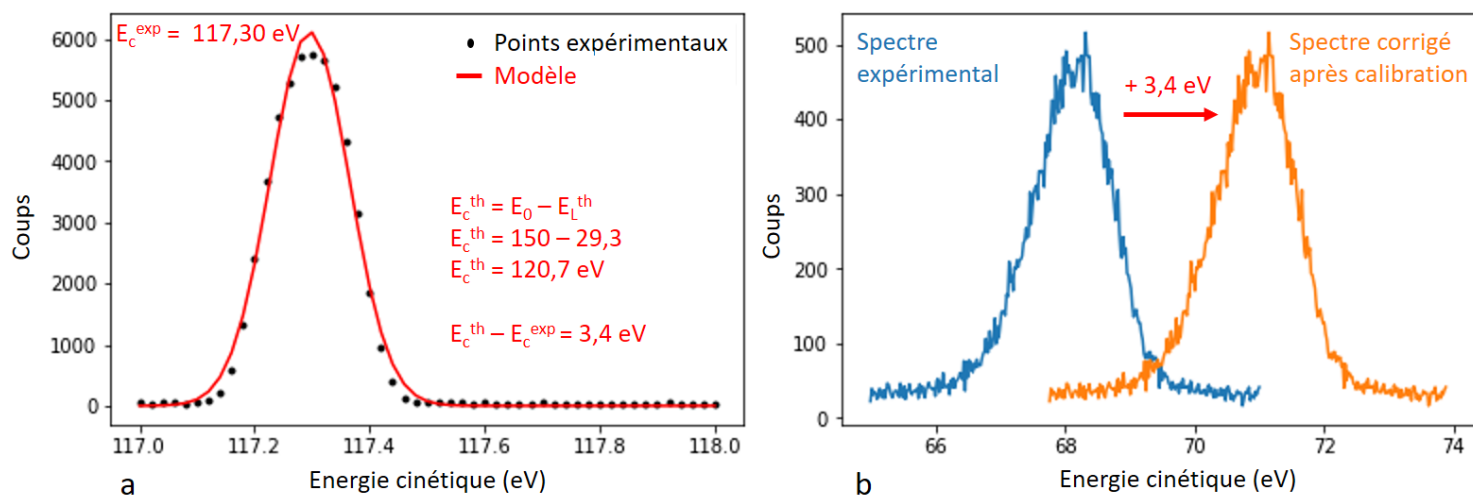 E_c^exp = 117,30 eV
Points expérimentaux
Modèle
E_c^th = E_0 – E_L^th
E_c^th = 150 – 29,3
E_c^th = 120,7 eV
E_c^th – E_c^exp = 3,4 eV
Coups
6000
5000
4000
3000
2000
1000
0
117.0 117.2 117.4 117.6 117.8 118.0
Energie cinétique (eV)
a
Spectre
expérimental
+ 3,4 eV
Spectre corrigé
après calibration
Coups
500
400
300
200
100
0
66 68 70 72 74
Energie cinétique (eV)
b